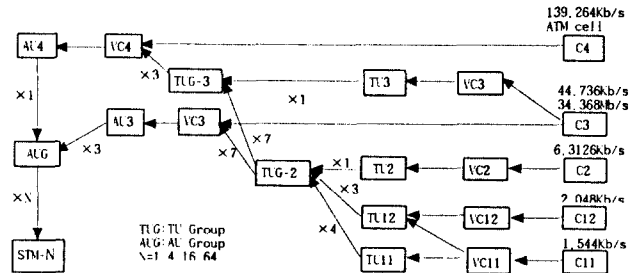 139.264Kb/s
ATM cell
AU4
VC4
C4
×3
TUG-3
TU3
VC3
×1
×1
44.736Kb/s
34.368Mb/s
AU3
VC3
C3
AUG
×3
×7
×7
6.3126Kb/s
TUG-2
×1
TU2
VC2
C2
×3
2.048Kb/s
×N
TU12
VC12
C12
×4
TUG:TU Group
AUG:AU Group
N=1 4 16 64
1.544Kb/s
STM-N
TU11
VC11
C11